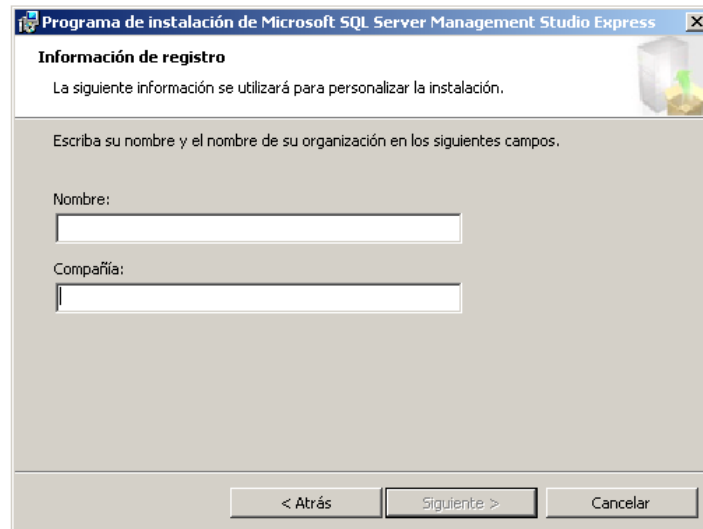 Programa de instalación de Microsoft SQL Server Management Studio Express
Información de registro
La siguiente información se utilizará para personalizar la instalación.
Escriba su nombre y el nombre de su organización en los siguientes campos.
Nombre:
Compañía:
< Atrás
Siguiente >
Cancelar